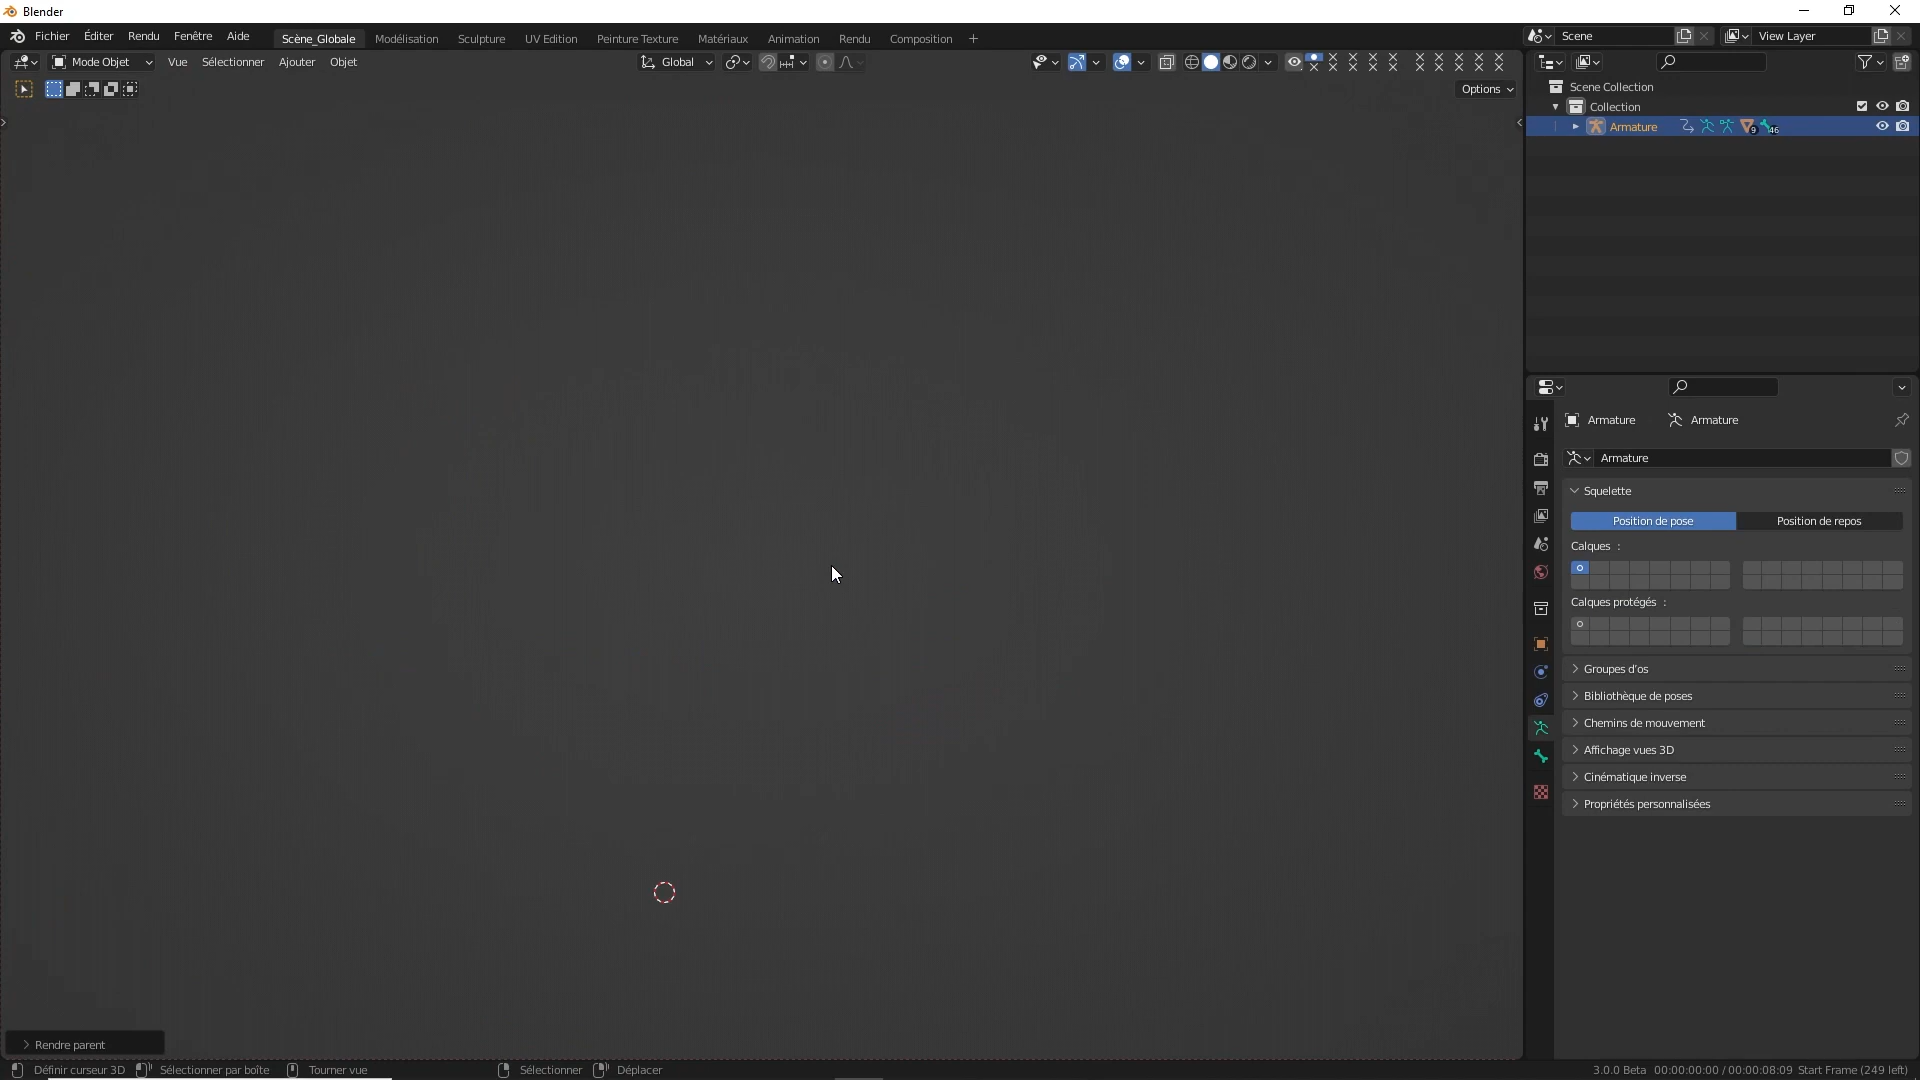 Blender
Fichier Éditer Rendu Fenêtre Aide Scène_Globale Modélisation Sculpture UV Edition Peinture Texture Matériaux Animation Rendu Composition + Scene View Layer
Mode Objet Vue Sélectionner Ajouter Objet Global
Options
Scene Collection
Collection
Armature 9 46
Armature Armature
Armature
Squelette
Position de pose Position de repos
Calques :
Calques protégés :
Groupes d'os
Bibliothèque de poses
Chemins de mouvement
Affichage vues 3D
Cinématique inverse
Propriétés personnalisées
Rendre parent
Définir curseur 3D Sélectionner par boîte Tourner vue Sélectionner Déplacer 3.0.0 Beta 00:00:00:00 / 00:00:08:09 Start Frame (249 left)